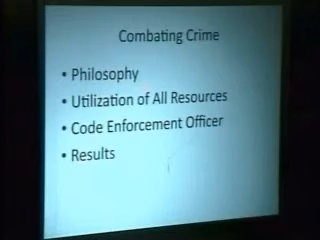 Combating Crime
• Philosophy
• Utilization of All Resources
• Code Enforcement Officer
• Results